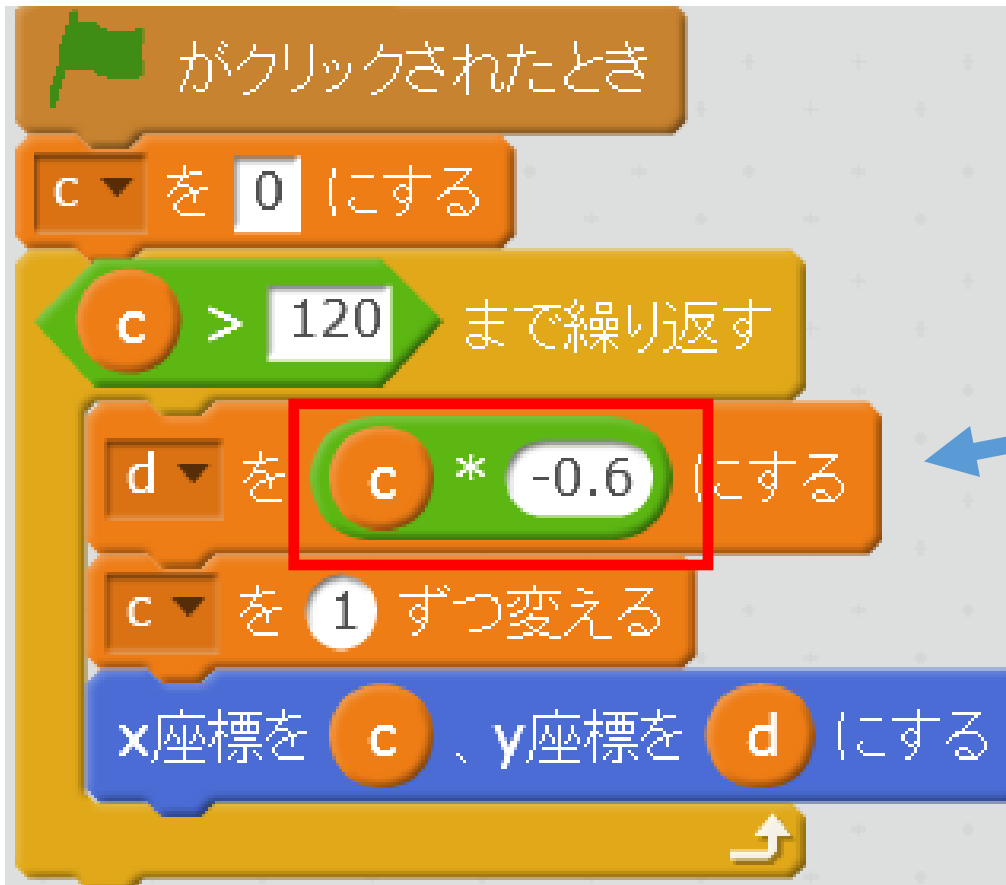 がクリックされたとき
c を 0 にする
c > 120 まで繰り返す
d を c * -0.6 にする
c を 1 ずつ変える
x座標を c 、y座標を d にする